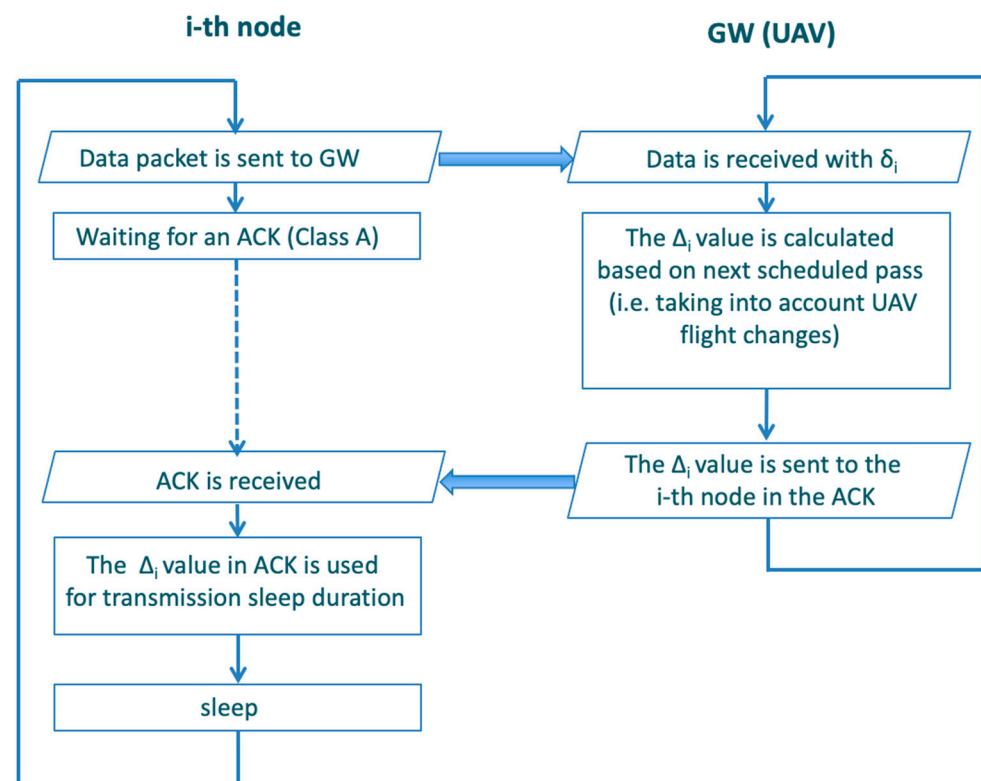 i-th node
GW (UAV)
Data packet is sent to GW
Data is received with δᵢ
Waiting for an ACK (Class A)
The Δᵢ value is calculated
based on next scheduled pass
(i.e. taking into account UAV
flight changes)
ACK is received
The Δᵢ value is sent to the
i-th node in the ACK
The Δᵢ value in ACK is used
for transmission sleep duration
sleep